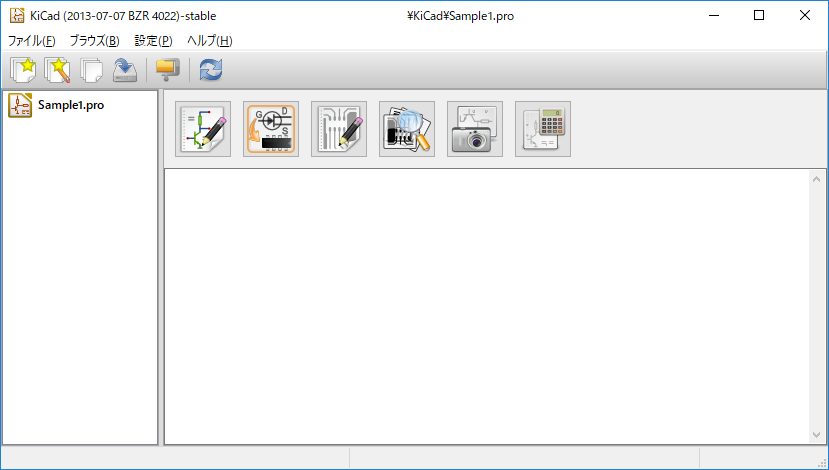 KiCad (2013-07-07 BZR 4022)-stable ¥KiCad¥Sample1.pro
ファイル(F) ブラウズ(B) 設定(P) ヘルプ(H)
Sample1.pro
G D
S